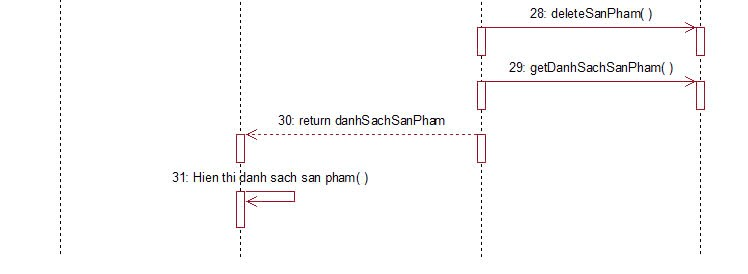 28: deleteSanPham( )
29: getDanhSachSanPham( )
30: return danhSachSanPham
31: Hien thi danh sach san pham( )